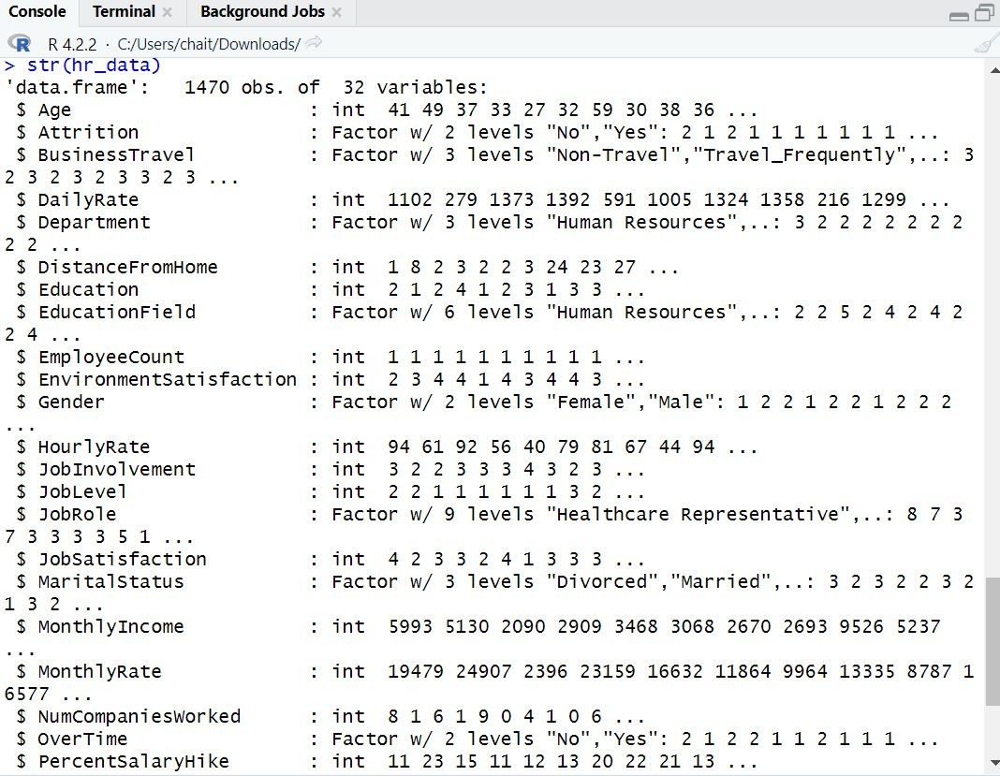 Console Terminal Background Jobs
R 4.2.2 · C:/Users/chait/Downloads/
> str(hr_data)
'data.frame':   1470 obs. of  32 variables:
 $ Age                     : int  41 49 37 33 27 32 59 30 38 36 ...
 $ Attrition               : Factor w/ 2 levels "No","Yes": 2 1 2 1 1 1 1 1 1 1 ...
 $ BusinessTravel          : Factor w/ 3 levels "Non-Travel","Travel_Frequently",..: 3
2 3 2 3 2 3 3 2 3 ...
 $ DailyRate               : int  1102 279 1373 1392 591 1005 1324 1358 216 1299 ...
 $ Department              : Factor w/ 3 levels "Human Resources",..: 3 2 2 2 2 2 2 2
2 2 ...
 $ DistanceFromHome        : int  1 8 2 3 2 2 3 24 23 27 ...
 $ Education               : int  2 1 2 4 1 2 3 1 3 3 ...
 $ EducationField          : Factor w/ 6 levels "Human Resources",..: 2 2 5 2 4 2 4 2
2 4 ...
 $ EmployeeCount           : int  1 1 1 1 1 1 1 1 1 1 ...
 $ EnvironmentSatisfaction : int  2 3 4 4 1 4 3 4 4 3 ...
 $ Gender                  : Factor w/ 2 levels "Female","Male": 1 2 2 1 2 2 1 2 2 2
...
 $ HourlyRate              : int  94 61 92 56 40 79 81 67 44 94 ...
 $ JobInvolvement          : int  3 2 2 3 3 3 4 3 2 3 ...
 $ JobLevel                : int  2 2 1 1 1 1 1 1 3 2 ...
 $ JobRole                 : Factor w/ 9 levels "Healthcare Representative",..: 8 7 3
7 3 3 3 3 5 1 ...
 $ JobSatisfaction         : int  4 2 3 3 2 4 1 3 3 3 ...
 $ MaritalStatus           : Factor w/ 3 levels "Divorced","Married",..: 3 2 3 2 2 3 2
1 3 2 ...
 $ MonthlyIncome           : int  5993 5130 2090 2909 3468 3068 2670 2693 9526 5237
...
 $ MonthlyRate             : int  19479 24907 2396 23159 16632 11864 9964 13335 8787 1
6577 ...
 $ NumCompaniesWorked      : int  8 1 6 1 9 0 4 1 0 6 ...
 $ OverTime                : Factor w/ 2 levels "No","Yes": 2 1 2 2 1 1 2 1 1 1 ...
 $ PercentSalaryHike       : int  11 23 15 11 12 13 20 22 21 13 ...